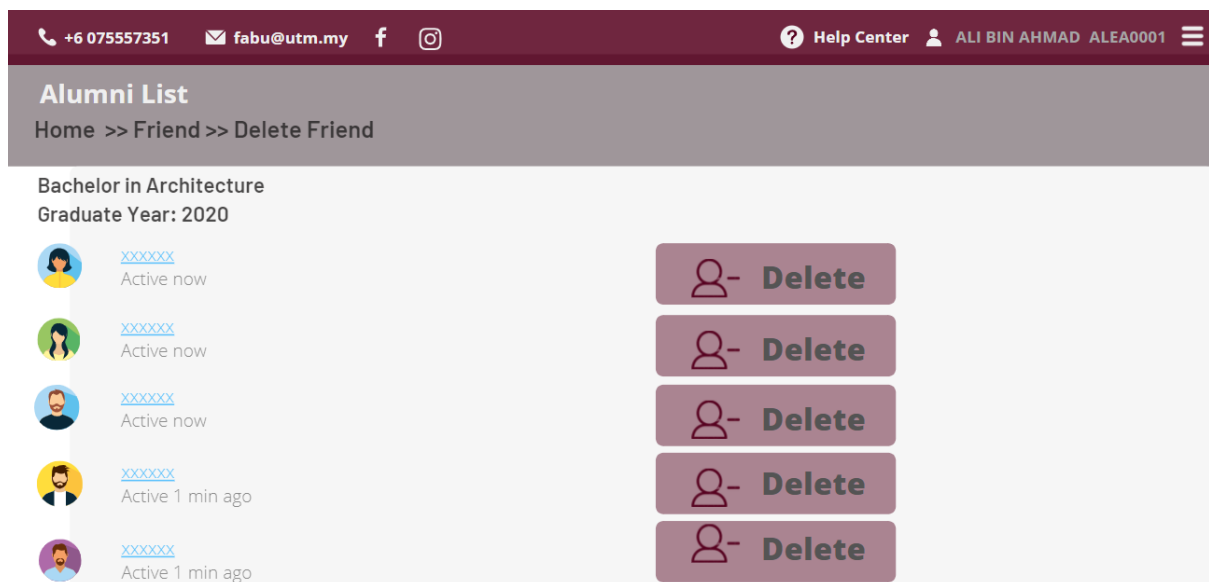 +6 075557351 fabu@utm.my Help Center ALI BIN AHMAD ALEA0001
Alumni List
Home >> Friend >> Delete Friend
Bachelor in Architecture
Graduate Year: 2020
xxxxxx
Active now
Delete
xxxxxx
Active now
Delete
xxxxxx
Active now
Delete
xxxxxx
Active 1 min ago
Delete
xxxxxx
Active 1 min ago
Delete